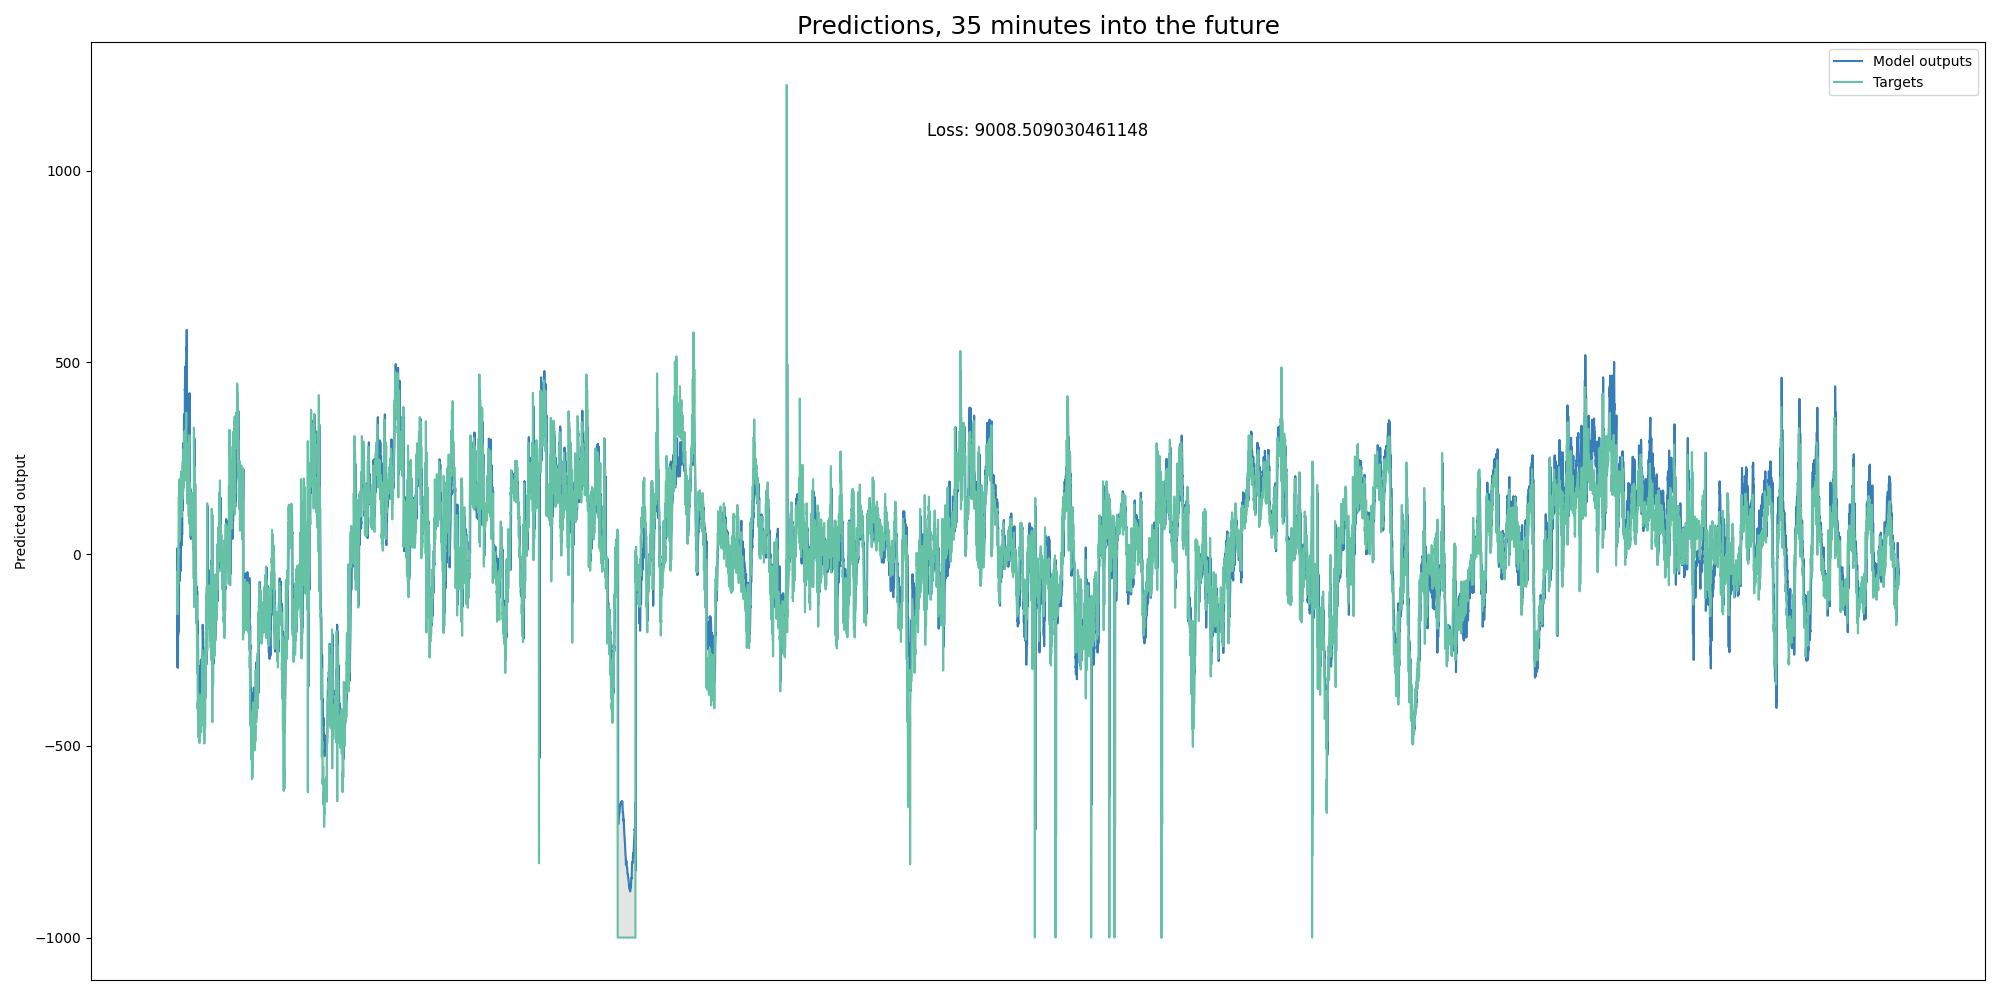 Predictions, 35 minutes into the future
Model outputs
Targets
Loss: 9008.509030461148
1000
500
0
−500
−1000
Predicted output